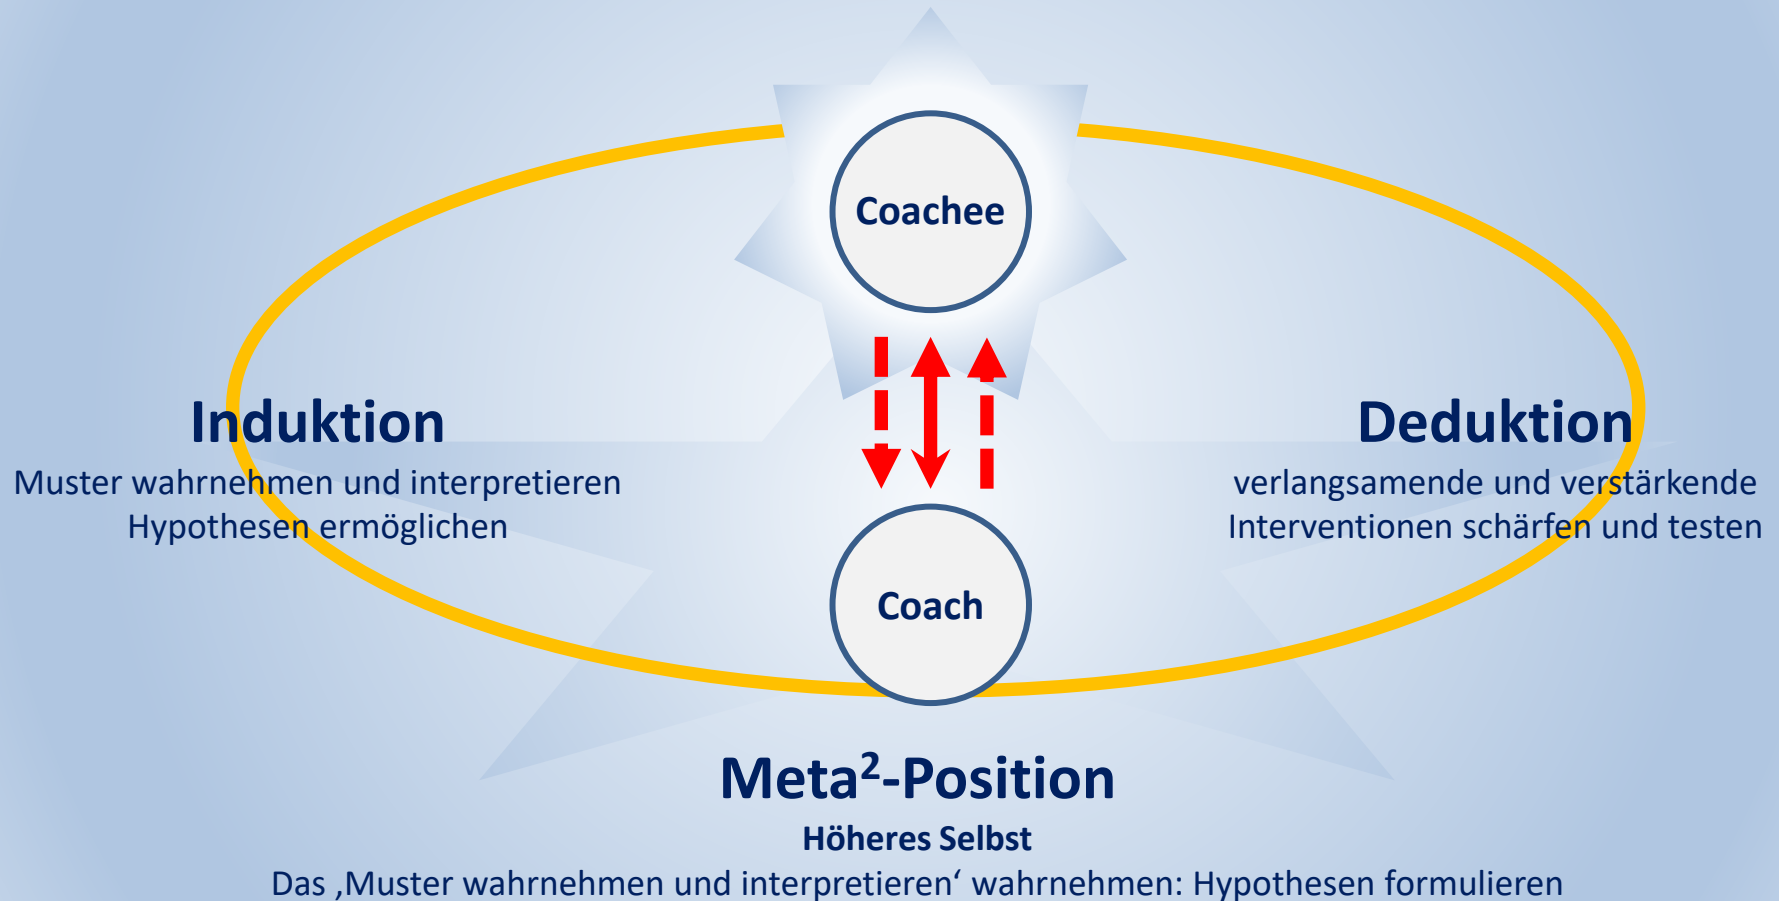 Coachee
Induktion
Muster wahrnehmen und interpretieren
Hypothesen ermöglichen
Deduktion
verlangsamende und verstärkende
Interventionen schärfen und testen
Coach
Meta²-Position
Höheres Selbst
Das ‚Muster wahrnehmen und interpretieren‘ wahrnehmen: Hypothesen formulieren